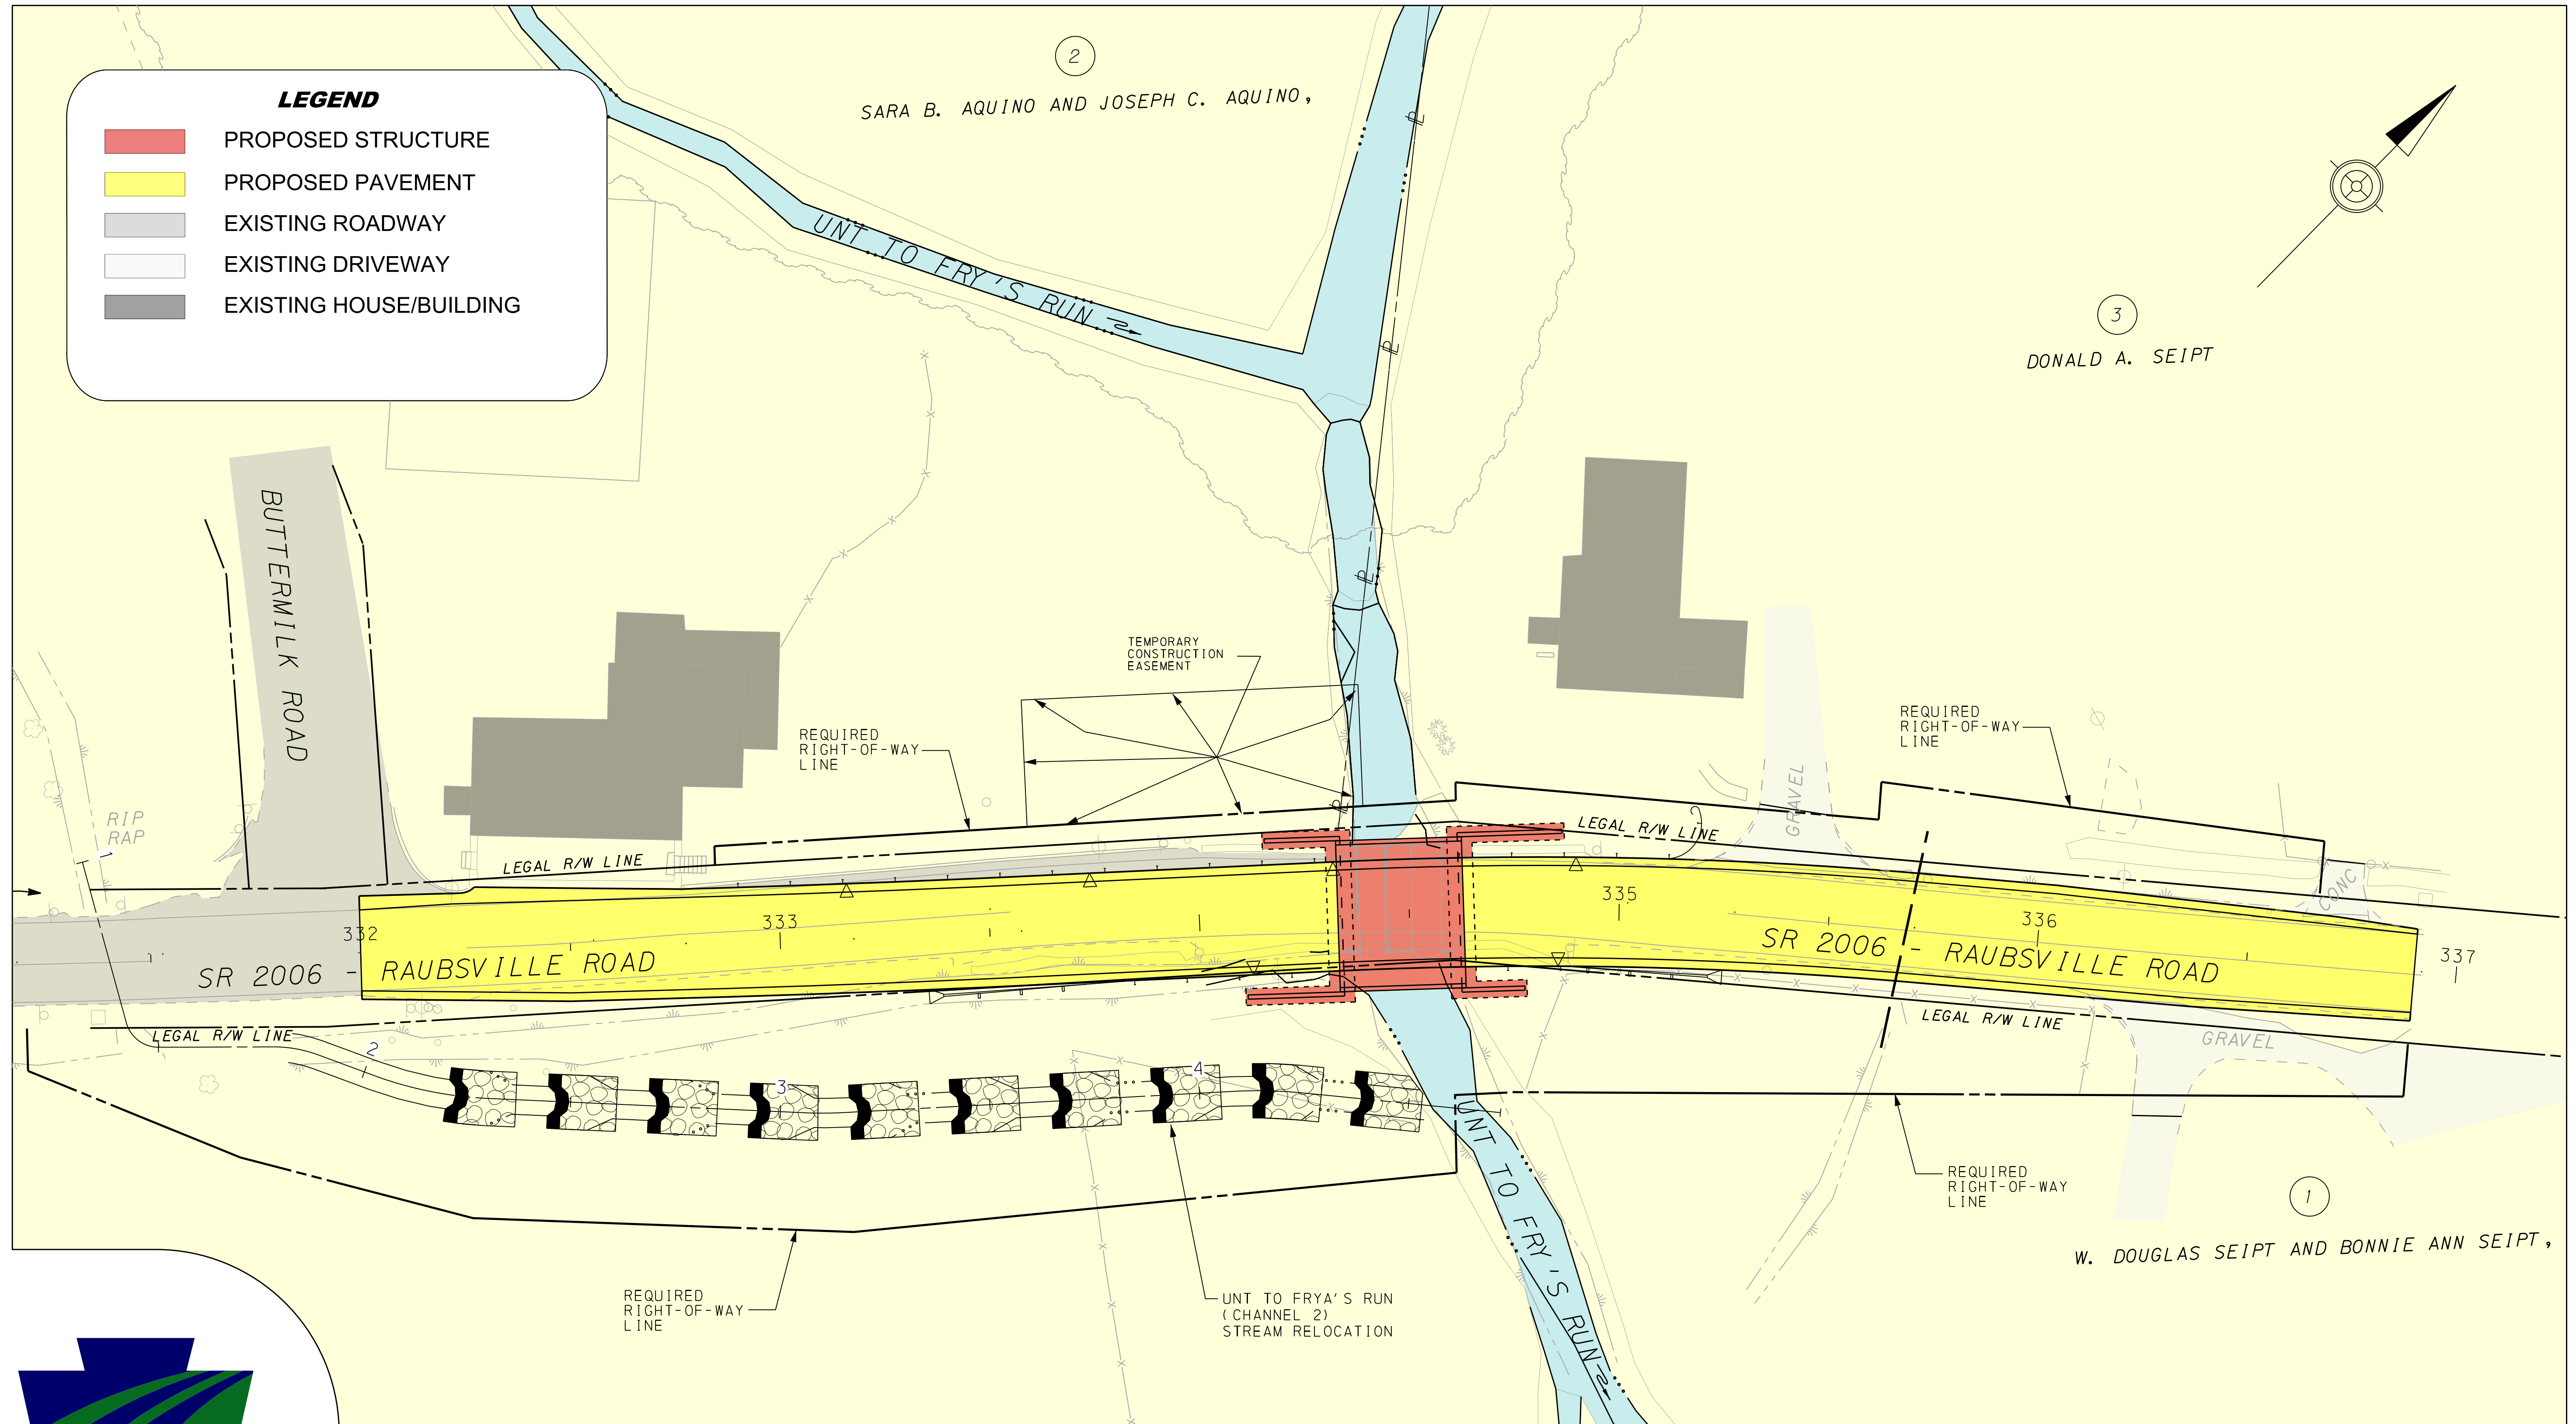 LEGEND
PROPOSED STRUCTURE
PROPOSED PAVEMENT
EXISTING ROADWAY
EXISTING DRIVEWAY
EXISTING HOUSE/BUILDING
2
SARA B. AQUINO AND JOSEPH C. AQUINO,
UNT TO FRY'S RUN
3
DONALD A. SEIPT
BUTTERMILK ROAD
TEMPORARY
CONSTRUCTION
EASEMENT
REQUIRED
RIGHT-OF-WAY
LINE
REQUIRED
RIGHT-OF-WAY
LINE
RIP
RAP
GRAVEL
LEGAL R/W LINE
LEGAL R/W LINE
CONC
1
332
333
335
336
337
SR 2006 - RAUBSVILLE ROAD
SR 2006 - RAUBSVILLE ROAD
LEGAL R/W LINE
LEGAL R/W LINE
GRAVEL
2
3
4
UNT TO FRY'S RUN
REQUIRED
RIGHT-OF-WAY
LINE
1
W. DOUGLAS SEIPT AND BONNIE ANN SEIPT,
REQUIRED
RIGHT-OF-WAY
LINE
UNT TO FRYA'S RUN
(CHANNEL 2)
STREAM RELOCATION